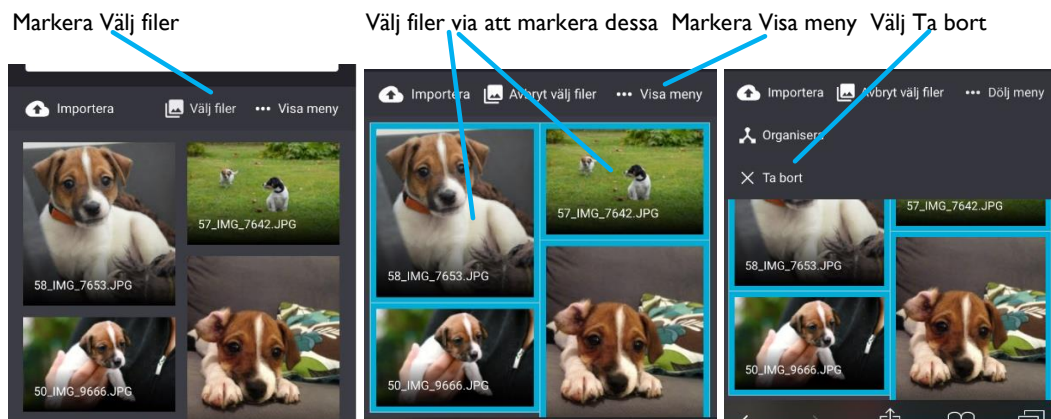 Markera Välj filer
Välj filer via att markera dessa Markera Visa meny Välj Ta bort
Importera Välj filer Visa meny
58_IMG_7653.JPG
57_IMG_7642.JPG
50_IMG_9666.JPG
Importera Avbryt välj filer Visa meny
58_IMG_7653.JPG
57_IMG_7642.JPG
50_IMG_9666.JPG
Importera Avbryt välj filer Dölj meny
Organisera
Ta bort
57_IMG_7642.JPG
58_IMG_7653.JPG
50_IMG_9666.JPG